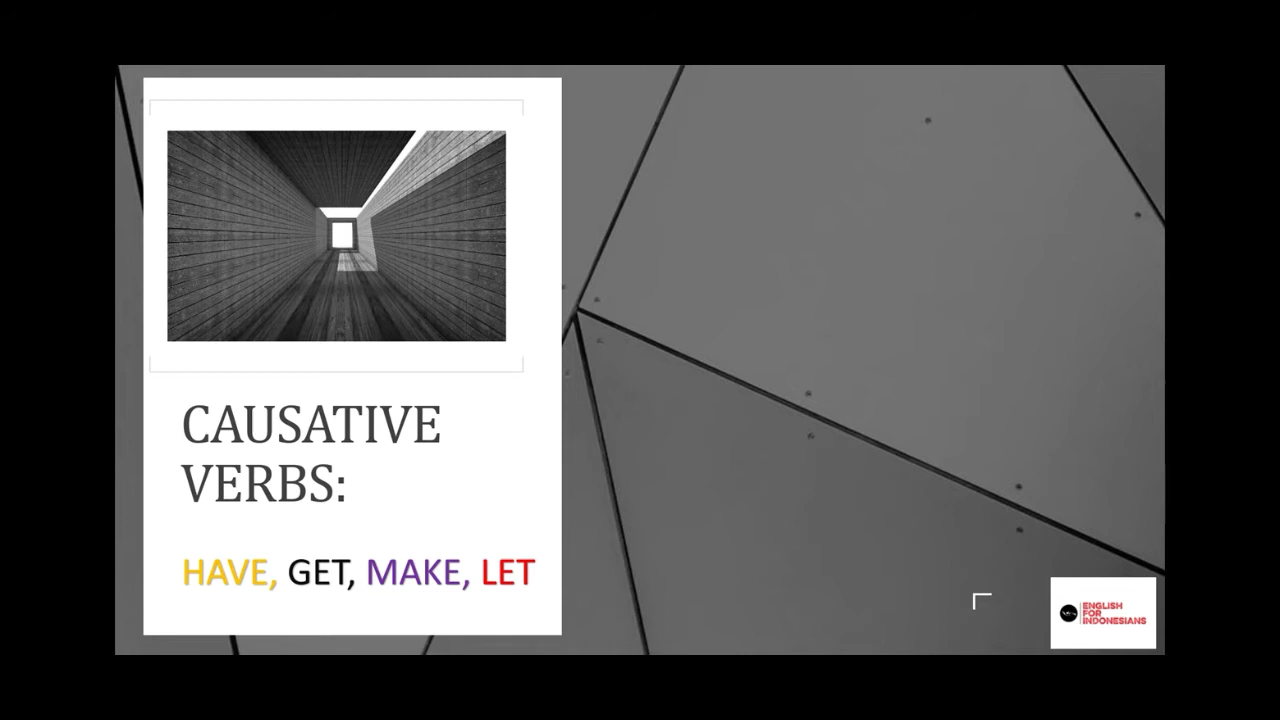 CAUSATIVE
VERBS:
HAVE, GET, MAKE, LET
ENGLISH
FOR
INDONESIANS